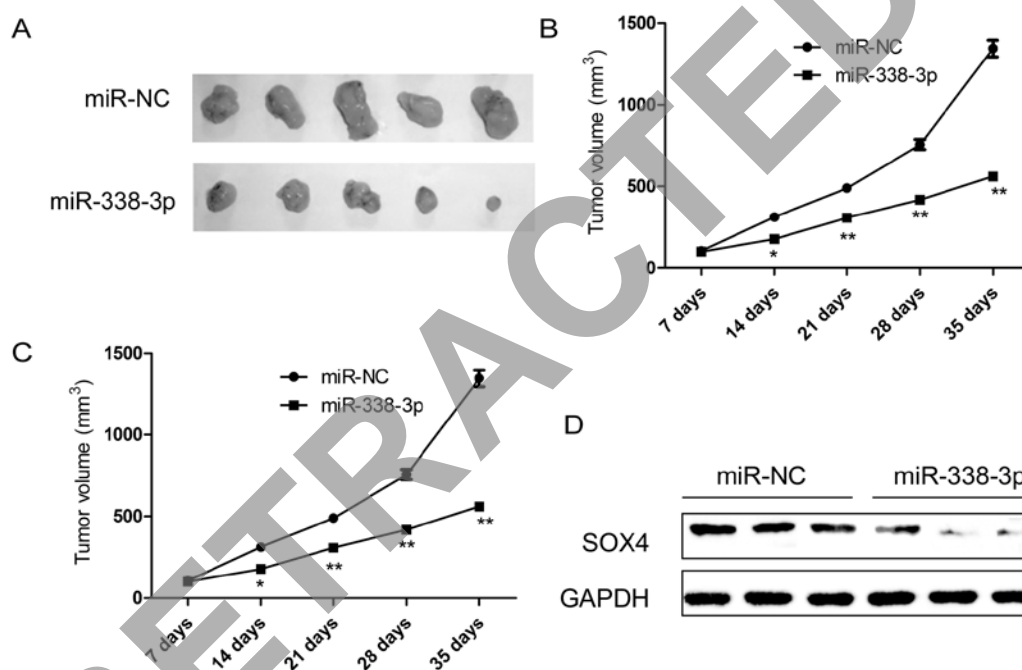 A
miR-NC
miR-338-3p
B
Tumor volume (mm3)
1500
1000
500
0
miR-NC
miR-338-3p
*
**
**
**
7 days
14 days
21 days
28 days
35 days
C
Tumor volume (mm3)
1500
1000
500
0
miR-NC
miR-338-3p
*
**
**
**
7 days
14 days
21 days
28 days
35 days
D
miR-NC
miR-338-3p
SOX4
GAPDH
RETRACTED